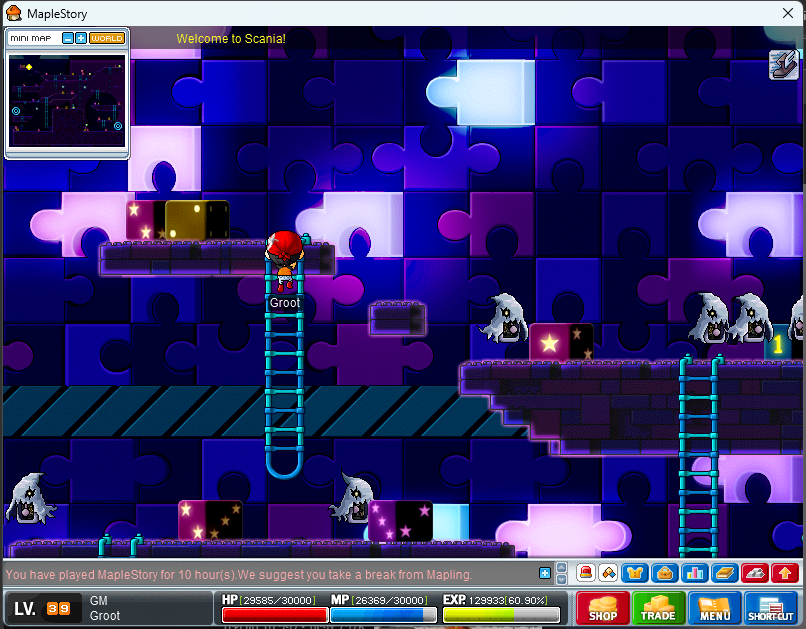 MapleStory
MINI MAP
WORLD
Welcome to Scania!
Groot
1
You have played MapleStory for 10 hour(s).We suggest you take a break from Mapling.
LV. 39
GM
Groot
HP[29585/30000] MP[26369/30000] EXP 129933[60.90%]
SHOP
TRADE
MENU
SHORTCUT